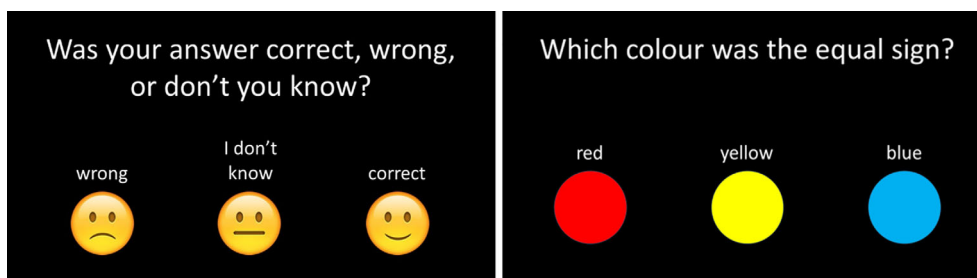 Was your answer correct, wrong,
or don't you know?
wrong
I don't
know
correct
Which colour was the equal sign?
red
yellow
blue